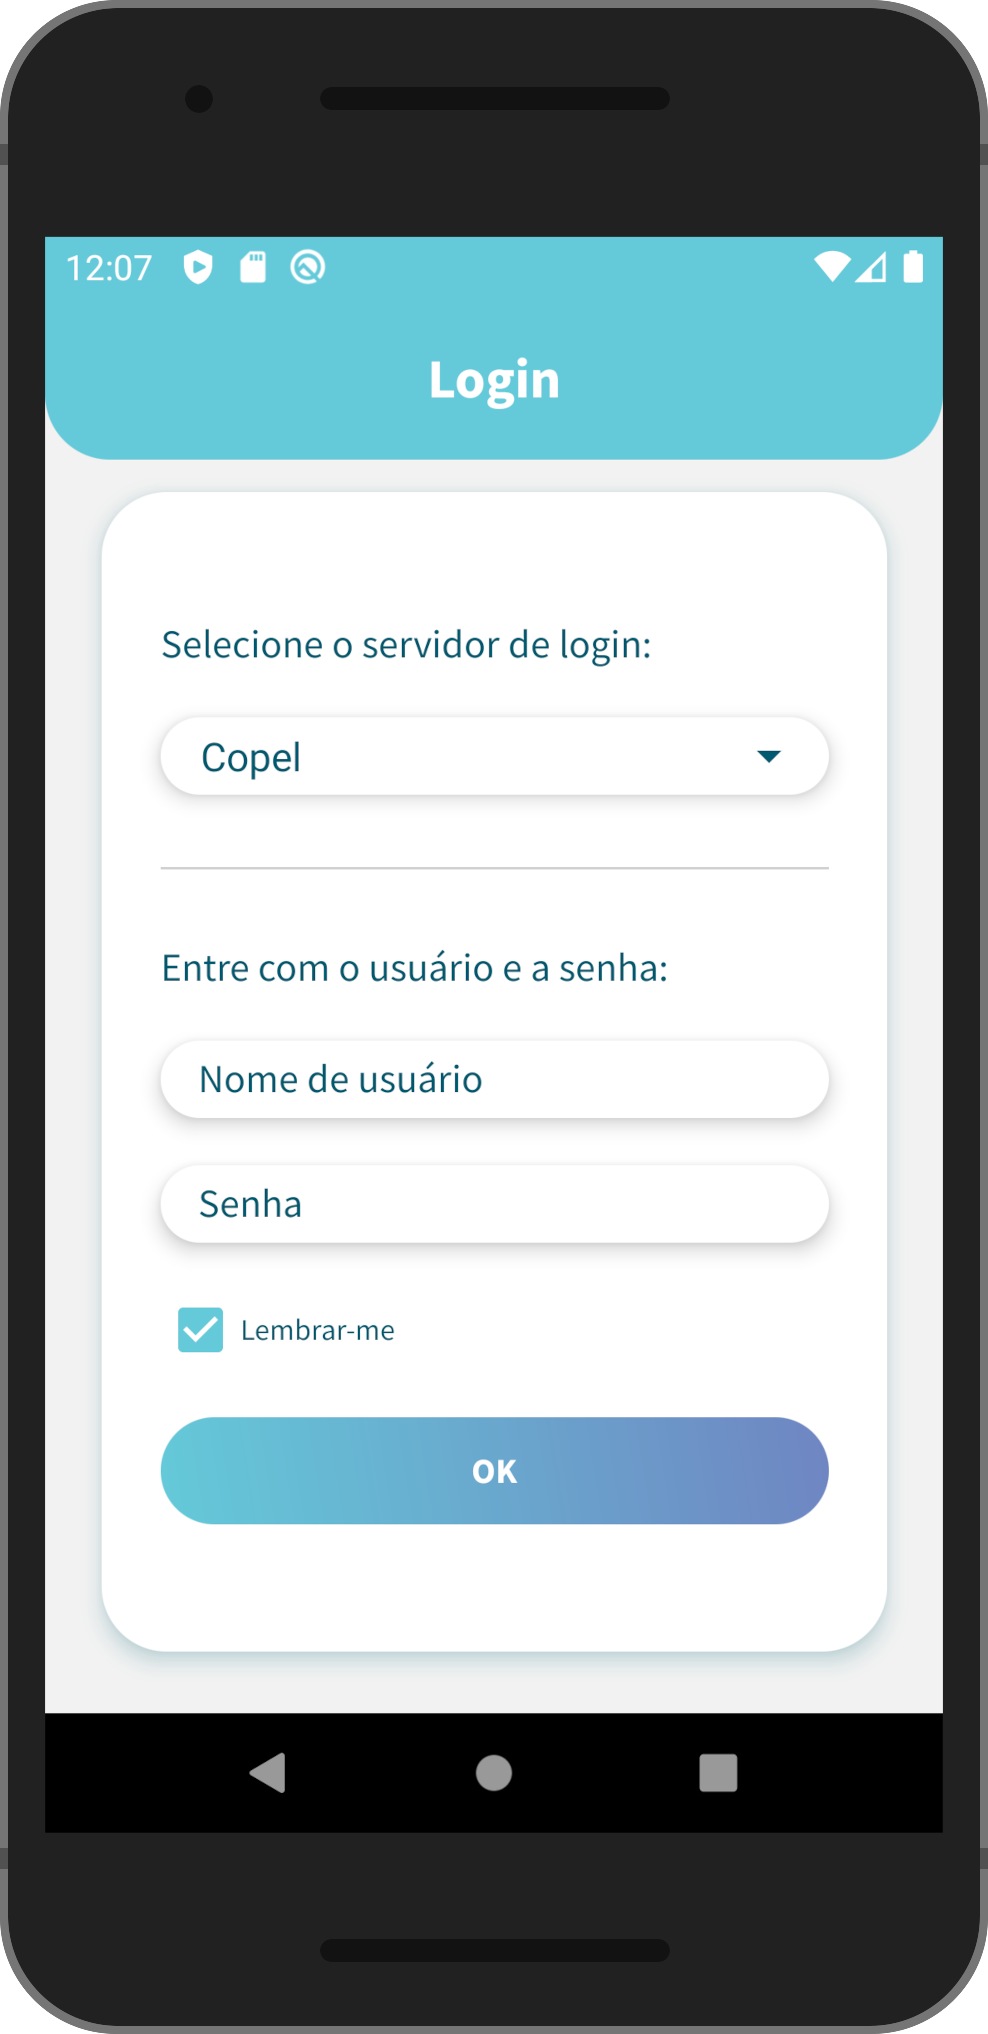 12:07
Login
Selecione o servidor de login:
Copel
Entre com o usuário e a senha:
Nome de usuário
Senha
Lembrar-me
OK